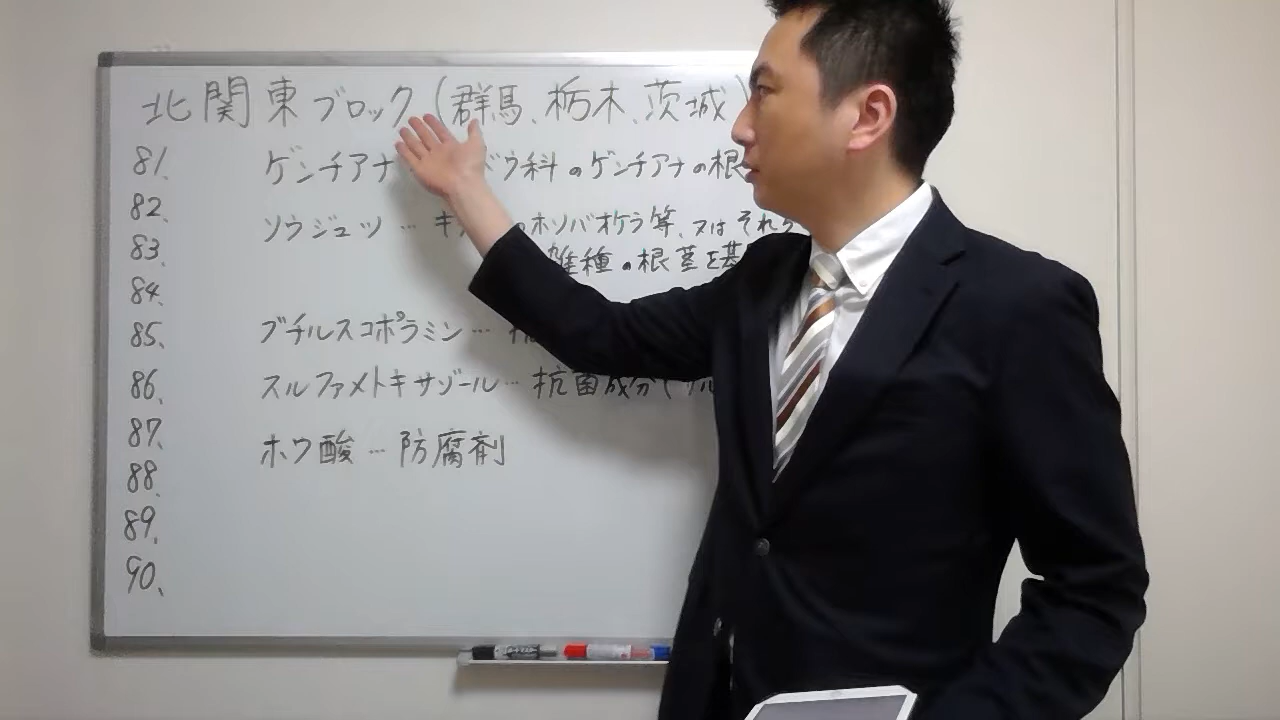 北関東ブロック(群馬、栃木、茨城)
81. ゲンチアナ ドウ科のゲンチアナの根
82. ソウジュツ … キ のホソバオケラ等、又はそれら
83. 雑種の根茎を基
84.
85. ブチルスコポラミン…
86. スルファメトキサゾール… 抗菌成分(サル
87. ホウ酸 … 防腐剤
88.
89.
90.